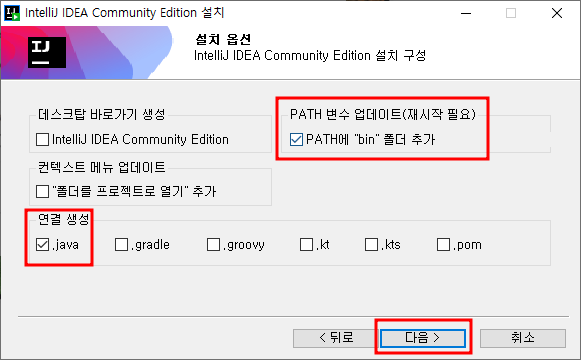 IntelliJ IDEA Community Edition 설치
IJ
설치 옵션
IntelliJ IDEA Community Edition 설치 구성
데스크탑 바로가기 생성
IntelliJ IDEA Community Edition
PATH 변수 업데이트(재시작 필요)
PATH에 "bin" 폴더 추가
컨텍스트 메뉴 업데이트
"폴더를 프로젝트로 열기" 추가
연결 생성
.java .gradle .groovy .kt .kts .pom
< 뒤로 다음 > 취소